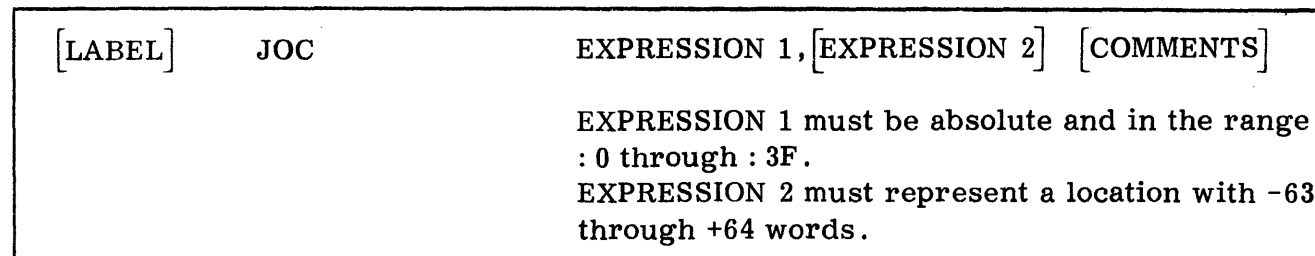 [LABEL] JOC EXPRESSION 1,[EXPRESSION 2] [COMMENTS]
EXPRESSION 1 must be absolute and in the range
: 0 through : 3F.
EXPRESSION 2 must represent a location with -63
through +64 words.